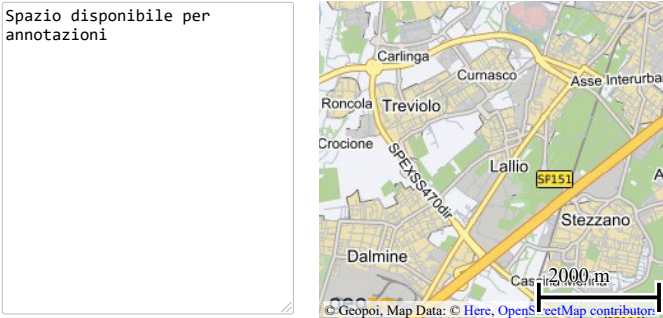 Spazio disponibile per
annotazioni
Carlinga
Curnasco
Asse Interurba
Roncola
Treviolo
Crocione
SPEXSS470dir
Lallio
SP151
Stezzano
Dalmine
2000 m
© Geopoi, Map Data: © Here, OpenStreetMap contributors